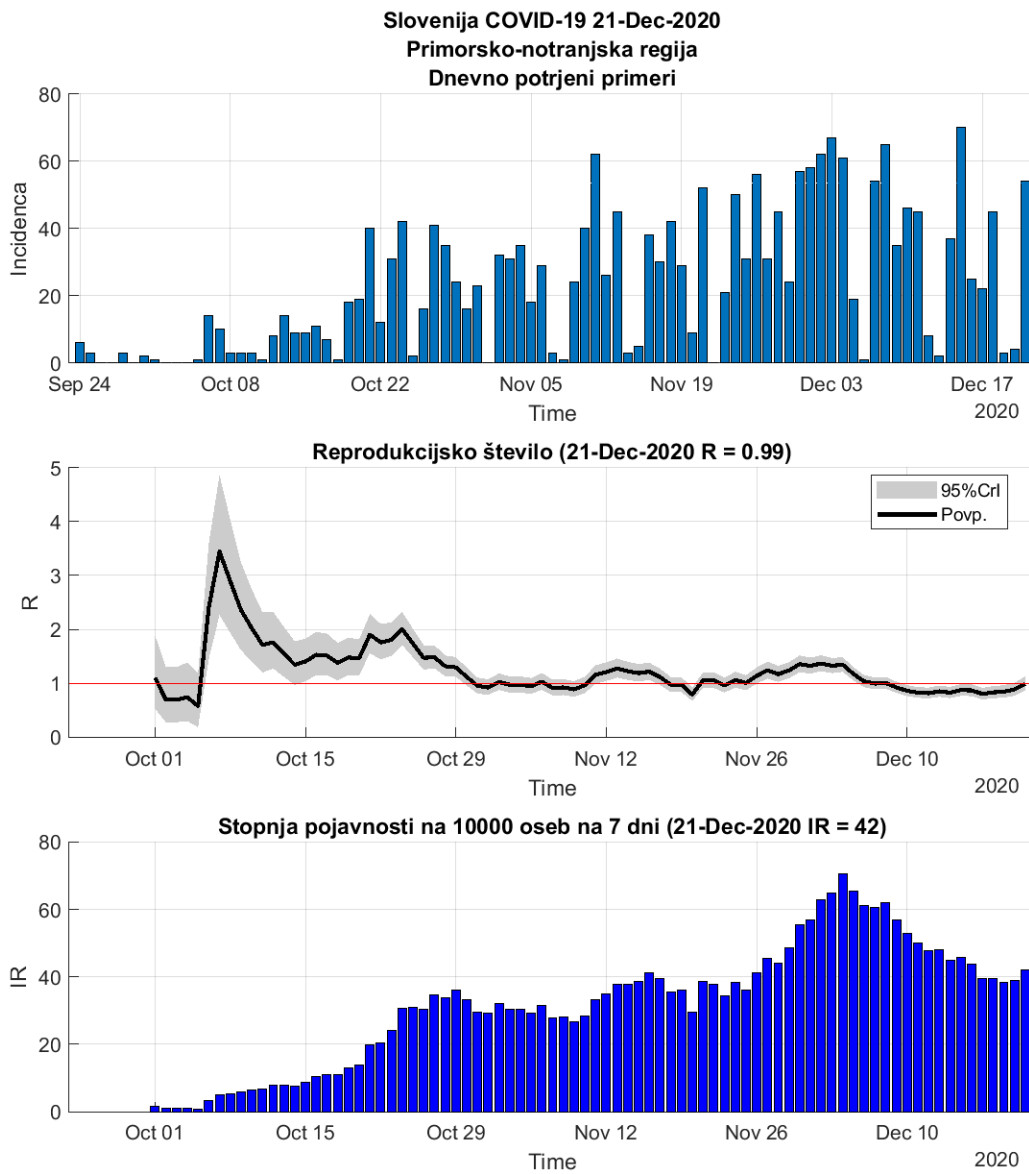 Slovenija COVID-19 21-Dec-2020
Primorsko-notranjska regija
Dnevno potrjeni primeri
80
60
40
20
0
Incidenca
Sep 24 Oct 08 Oct 22 Nov 05 Nov 19 Dec 03 Dec 17
Time
2020
Reprodukcijsko število (21-Dec-2020 R = 0.99)
5
4
3
2
1
0
R
95%CrI
Povp.
Oct 01 Oct 15 Oct 29 Nov 12 Nov 26 Dec 10
Time
2020
Stopnja pojavnosti na 10000 oseb na 7 dni (21-Dec-2020 IR = 42)
80
60
40
20
0
IR
Oct 01 Oct 15 Oct 29 Nov 12 Nov 26 Dec 10
Time
2020